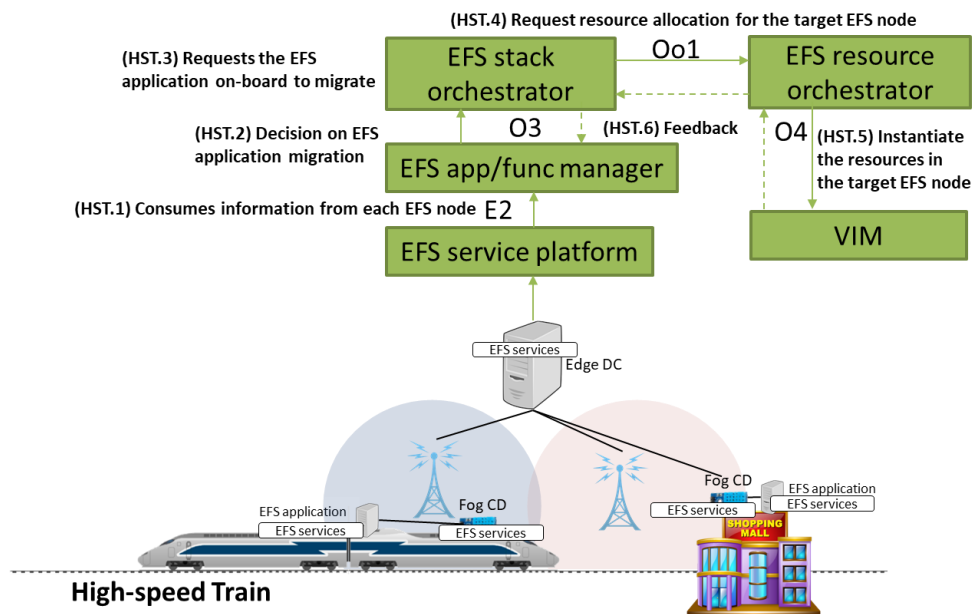 (HST.4) Request resource allocation for the target EFS node
(HST.3) Requests the EFS
application on-board to migrate
EFS stack
orchestrator
Oo1
EFS resource
orchestrator
(HST.2) Decision on EFS
application migration
O3
(HST.6) Feedback
O4
(HST.5) Instantiate
the resources in
the target EFS node
EFS app/func manager
(HST.1) Consumes information from each EFS node
E2
EFS service platform
VIM
EFS services
Edge DC
Fog CD
EFS application
EFS services
EFS services
Fog CD
EFS application
EFS services
EFS services
SHOPPING
MALL
High-speed Train